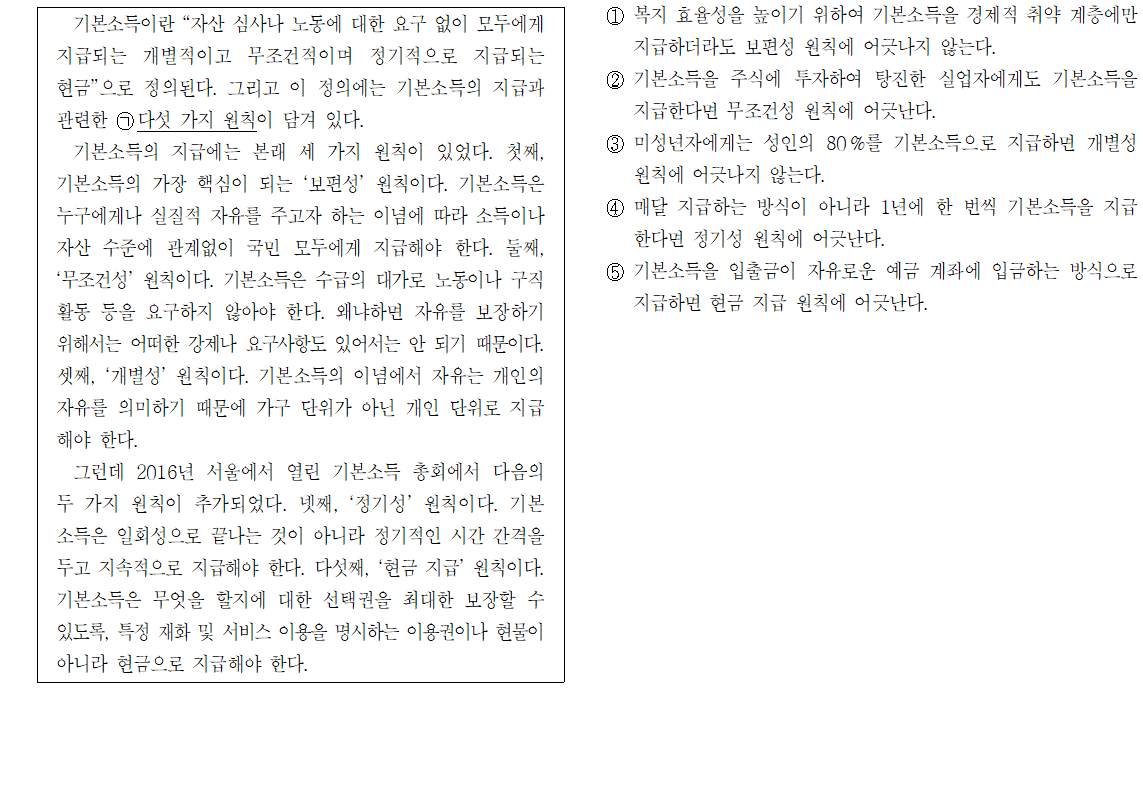 기본소득이란 “자산 심사나 노동에 대한 요구 없이 모두에게
지급되는 개별적이고 무조건적이며 정기적으로 지급되는
현금”으로 정의된다. 그리고 이 정의에는 기본소득의 지급과
관련한 ㉠다섯 가지 원칙이 담겨 있다.
기본소득의 지급에는 본래 세 가지 원칙이 있었다. 첫째,
기본소득의 가장 핵심이 되는 ‘보편성’ 원칙이다. 기본소득은
누구에게나 실질적 자유를 주고자 하는 이념에 따라 소득이나
자산 수준에 관계없이 국민 모두에게 지급해야 한다. 둘째,
‘무조건성’ 원칙이다. 기본소득은 수급의 대가로 노동이나 구직
활동 등을 요구하지 않아야 한다. 왜냐하면 자유를 보장하기
위해서는 어떠한 강제나 요구사항도 있어서는 안 되기 때문이다.
셋째, ‘개별성’ 원칙이다. 기본소득의 이념에서 자유는 개인의
자유를 의미하기 때문에 가구 단위가 아닌 개인 단위로 지급
해야 한다.
그런데 2016년 서울에서 열린 기본소득 총회에서 다음의
두 가지 원칙이 추가되었다. 넷째, ‘정기성’ 원칙이다. 기본
소득은 일회성으로 끝나는 것이 아니라 정기적인 시간 간격을
두고 지속적으로 지급해야 한다. 다섯째, ‘현금 지급’ 원칙이다.
기본소득은 무엇을 할지에 대한 선택권을 최대한 보장할 수
있도록, 특정 재화 및 서비스 이용을 명시하는 이용권이나 현물이
아니라 현금으로 지급해야 한다.
① 복지 효율성을 높이기 위하여 기본소득을 경제적 취약 계층에만
지급하더라도 보편성 원칙에 어긋나지 않는다.
② 기본소득을 주식에 투자하여 탕진한 실업자에게도 기본소득을
지급한다면 무조건성 원칙에 어긋난다.
③ 미성년자에게는 성인의 80%를 기본소득으로 지급하면 개별성
원칙에 어긋나지 않는다.
④ 매달 지급하는 방식이 아니라 1년에 한 번씩 기본소득을 지급
한다면 정기성 원칙에 어긋난다.
⑤ 기본소득을 입출금이 자유로운 예금 계좌에 입금하는 방식으로
지급하면 현금 지급 원칙에 어긋난다.